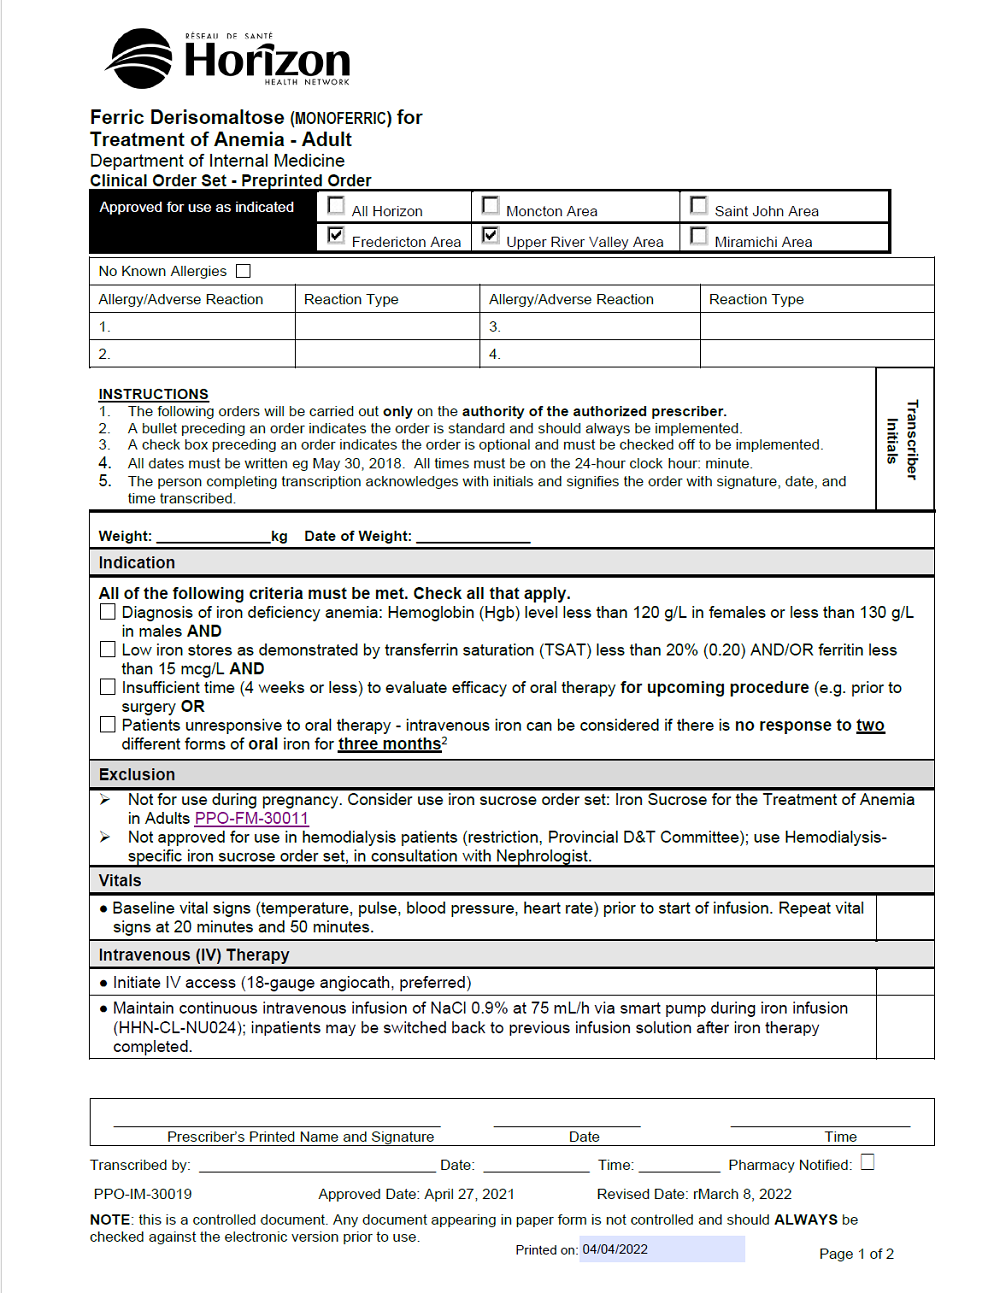 RÉSEAU DE SANTÉ
Horizon
HEALTH NETWORK
Ferric Derisomaltose (MONOFERRIC) for
Treatment of Anemia - Adult
Department of Internal Medicine
Clinical Order Set - Preprinted Order
Approved for use as indicated
All Horizon
Moncton Area
Saint John Area
Fredericton Area
Upper River Valley Area
Miramichi Area
No Known Allergies
Allergy/Adverse Reaction
Reaction Type
Allergy/Adverse Reaction
Reaction Type
1.
3.
2.
4.
INSTRUCTIONS
1. The following orders will be carried out only on the authority of the authorized prescriber.
2. A bullet preceding an order indicates the order is standard and should always be implemented.
3. A check box preceding an order indicates the order is optional and must be checked off to be implemented.
4. All dates must be written eg May 30, 2018. All times must be on the 24-hour clock hour: minute.
5. The person completing transcription acknowledges with initials and signifies the order with signature, date, and
time transcribed.
Transcriber
Initials
Weight: ______________kg Date of Weight: ______________
Indication
All of the following criteria must be met. Check all that apply.
Diagnosis of iron deficiency anemia: Hemoglobin (Hgb) level less than 120 g/L in females or less than 130 g/L
in males AND
Low iron stores as demonstrated by transferrin saturation (TSAT) less than 20% (0.20) AND/OR ferritin less
than 15 mcg/L AND
Insufficient time (4 weeks or less) to evaluate efficacy of oral therapy for upcoming procedure (e.g. prior to
surgery OR
Patients unresponsive to oral therapy - intravenous iron can be considered if there is no response to two
different forms of oral iron for three months²
Exclusion
➢ Not for use during pregnancy. Consider use iron sucrose order set: Iron Sucrose for the Treatment of Anemia
in Adults PPO-FM-30011
➢ Not approved for use in hemodialysis patients (restriction, Provincial D&T Committee); use Hemodialysis-
specific iron sucrose order set, in consultation with Nephrologist.
Vitals
● Baseline vital signs (temperature, pulse, blood pressure, heart rate) prior to start of infusion. Repeat vital
signs at 20 minutes and 50 minutes.
Intravenous (IV) Therapy
● Initiate IV access (18-gauge angiocath, preferred)
● Maintain continuous intravenous infusion of NaCl 0.9% at 75 mL/h via smart pump during iron infusion
(HHN-CL-NU024); inpatients may be switched back to previous infusion solution after iron therapy
completed.
Prescriber's Printed Name and Signature
Date
Time
Transcribed by: ______________ Date: ______________ Time: __________ Pharmacy Notified:
PPO-IM-30019
Approved Date: April 27, 2021
Revised Date: rMarch 8, 2022
NOTE: this is a controlled document. Any document appearing in paper form is not controlled and should ALWAYS be
checked against the electronic version prior to use.
Printed on: 04/04/2022
Page 1 of 2